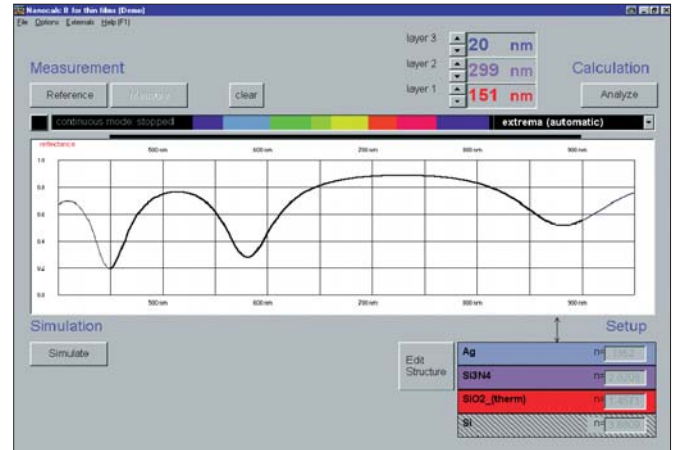 Nanocalc II for thin films (Demo)
File Options Externals Help (F1)
layer 3 20 nm
layer 2 299 nm
layer 1 151 nm
Measurement
Calculation
Reference
clear
Analyze
continuous mode: stopped
extrema (automatic)
reflectance
500 nm 600 nm 700 nm 800 nm 900 nm
1.0
0.8
0.6
0.4
0.2
0.0
500 nm 600 nm 700 nm 800 nm 900 nm
Simulation
Setup
Simulate
Edit
Structure
Ag n=
Si3N4 n=
SiO2_(therm) n=
Si n=